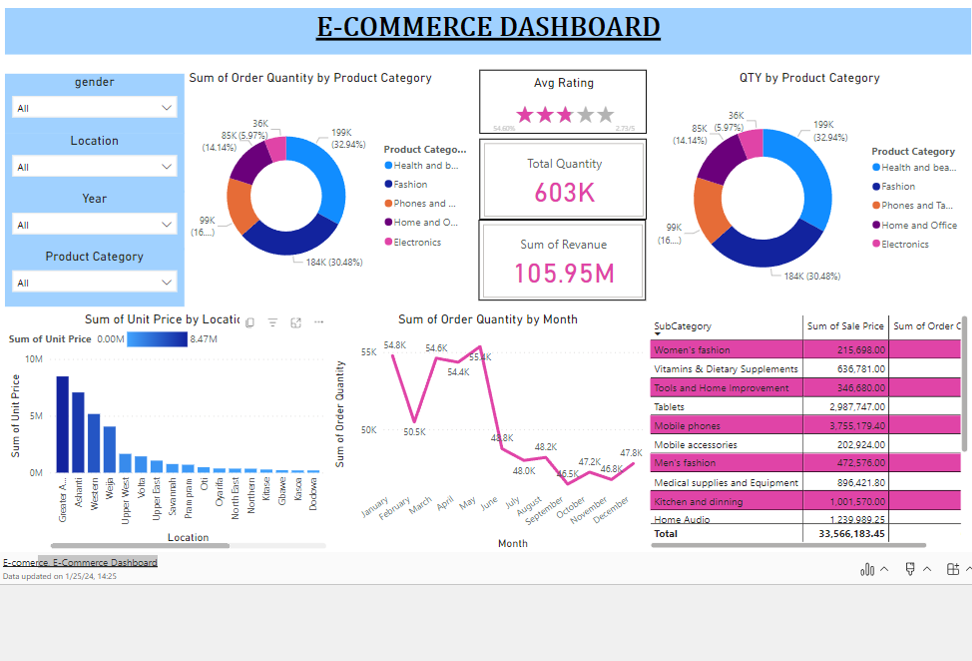 E-COMMERCE DASHBOARD
gender
All
Location
All
Year
All
Product Category
All
Sum of Order Quantity by Product Category
36K
(5.97%)
85K
(14.14%)
199K
(32.94%)
99K
(16....)
184K (30.48%)
Product Catego...
Health and b...
Fashion
Phones and ...
Home and O...
Electronics
Avg Rating
54.60%
2.73/5
Total Quantity
603K
Sum of Revanue
105.95M
QTY by Product Category
36K
(5.97%)
85K
(14.14%)
199K
(32.94%)
99K
(16....)
184K (30.48%)
Product Category
Health and bea...
Fashion
Phones and Ta...
Home and Office
Electronics
Sum of Unit Price by Locatic
Sum of Unit Price 0.00M 8.47M
Sum of Unit Price
10M
5M
0M
Greater A...
Ashanti
Western
Weija
Upper West
Volta
Upper East
Savannah
Prampram
Oti
Oyarifa
North East
Northern
Kitase
Gbawe
Kasoa
Dodowa
Location
Sum of Order Quantity by Month
Sum of Order Quantity
55K
50K
54.8K
50.5K
54.6K
54.4K
55.4K
48.8K
48.0K
48.2K
46.5K
47.2K
46.8K
47.8K
January
February
March
April
May
June
July
August
September
October
November
December
Month
SubCategory Sum of Sale Price Sum of Order C
Women's fashion 215,698.00
Vitamins & Dietary Supplements 636,781.00
Tools and Home Improvement 346,680.00
Tablets 2,987,747.00
Mobile phones 3,755,179.40
Mobile accessories 202,924.00
Men's fashion 472,576.00
Medical supplies and Equipment 896,421.80
Kitchen and dinning 1,001,570.00
Home Audio 1,239,989.25
Total 33,566,183.45
E-comerce, E-Commerce Dashboard
Data updated on 1/25/24, 14:25